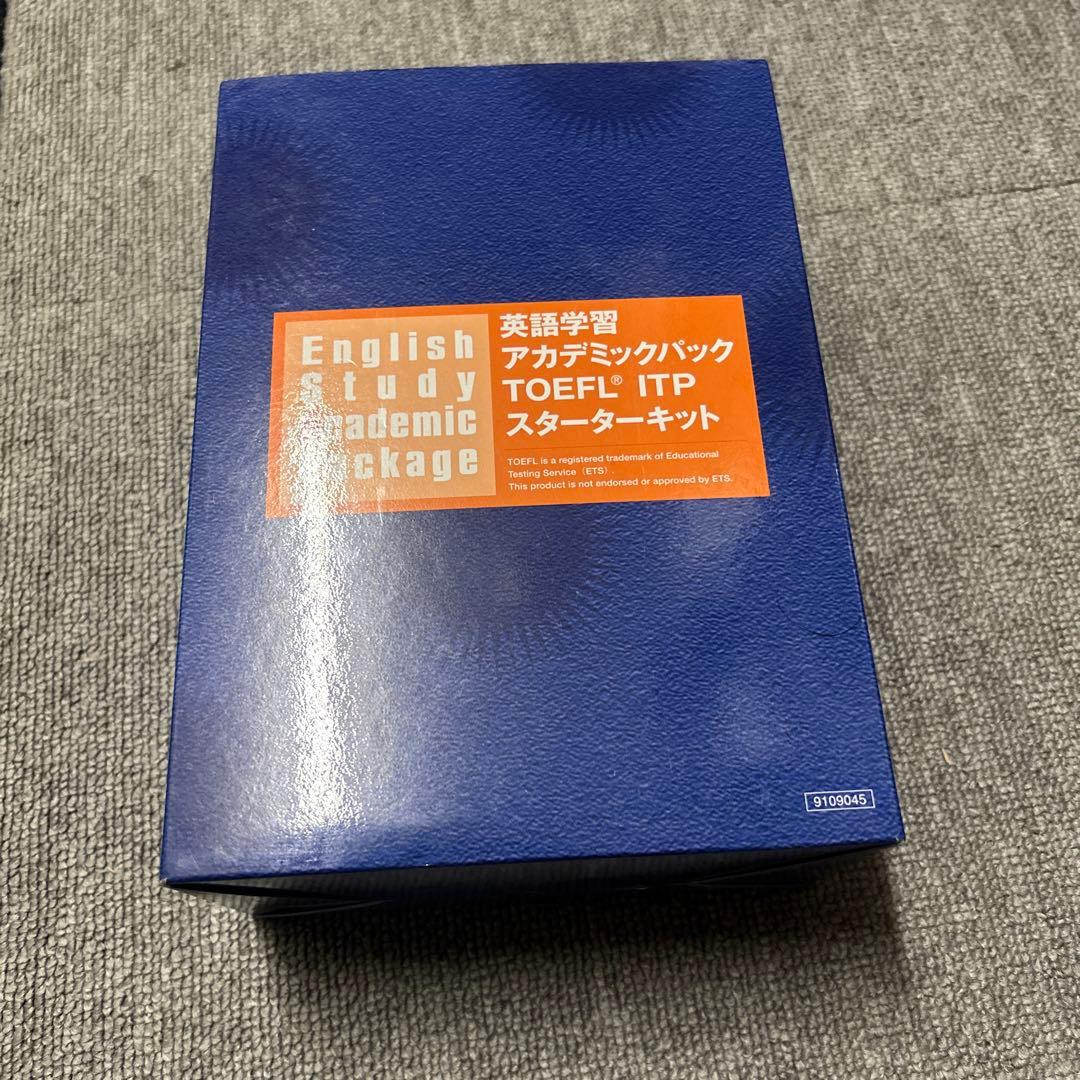 English
Study
Academic
Package
英語学習
アカデミックパック
TOEFL® ITP
スターターキット
TOEFL is a registered trademark of Educational
Testing Service（ETS）.
This product is not endorsed or approved by ETS.
9109045